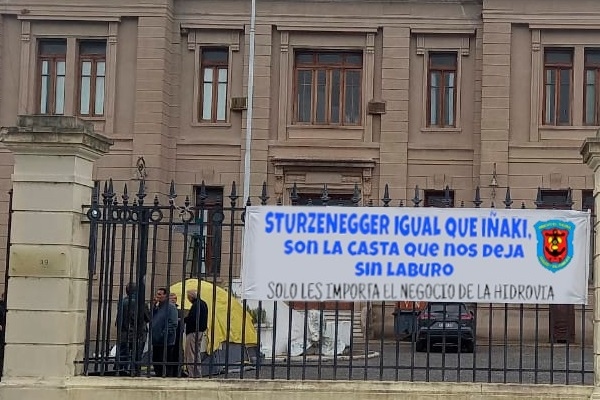 STURZENEGGER IGUAL QUE IÑAKI,
SON LA CASTA QUE NOS DEJA
SIN LABURO
SOLO LES IMPORTA EL NEGOCIO DE LA HIDROVIA